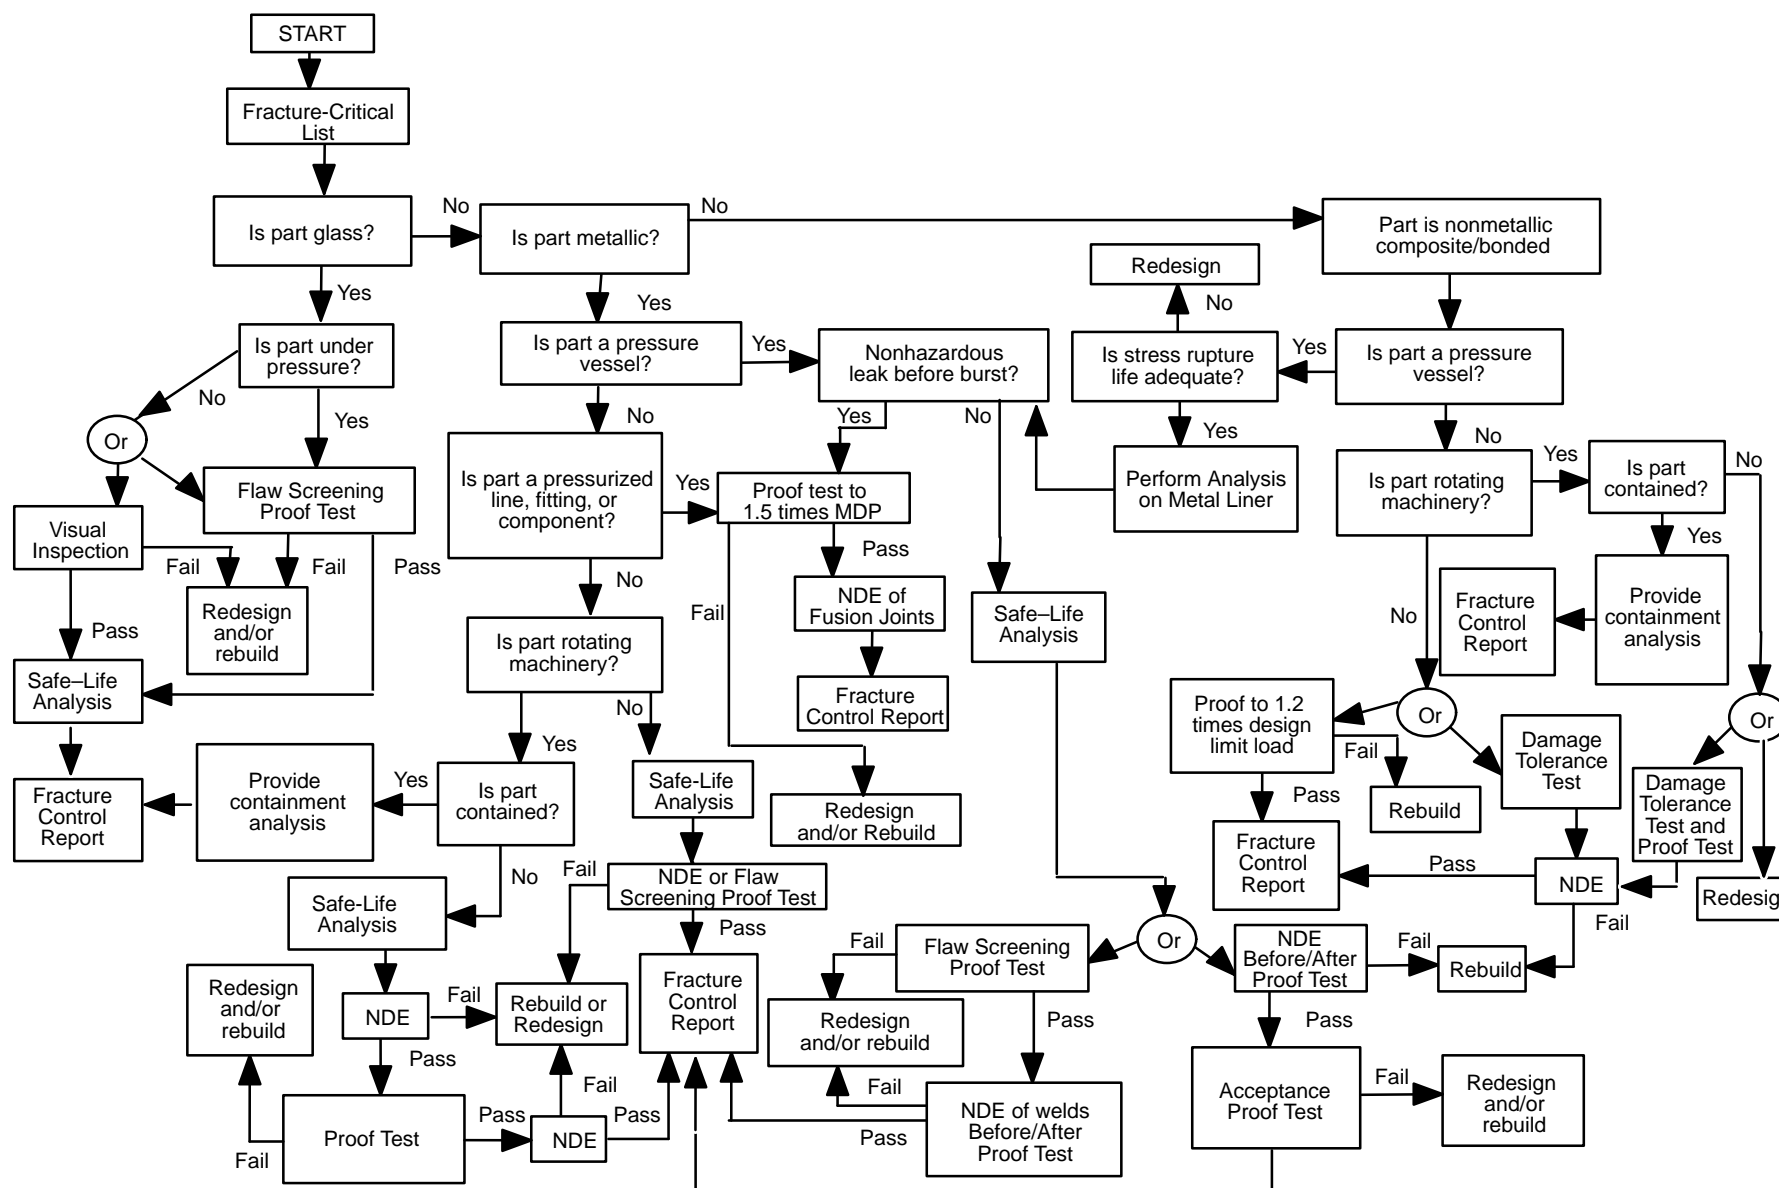 START
Fracture-Critical
List
Is part glass?
No
Is part metallic?
No
Part is nonmetallic
composite/bonded
Redesign
Yes
Yes
No
Is part under
pressure?
Is part a pressure
vessel?
Yes
Nonhazardous
leak before burst?
Is stress rupture
life adequate?
Yes
Is part a pressure
vessel?
No
Or
Yes
No
Yes
No
Yes
No
Flaw Screening
Proof Test
Is part a pressurized
line, fitting, or
component?
Yes
Proof test to
1.5 times MDP
Perform Analysis
on Metal Liner
Is part rotating
machinery?
Yes
Is part
contained?
No
Visual
Inspection
Fail
Fail
Pass
Pass
Yes
Redesign
and/or
rebuild
No
Fail
NDE of
Fusion Joints
Safe–Life
Analysis
Fracture
Control
Report
Provide
containment
analysis
No
Pass
Is part rotating
machinery?
Safe–Life
Analysis
Fracture
Control Report
Proof to 1.2
times design
limit load
Or
Or
No
Yes
Fail
Damage
Tolerance
Test
Fracture
Control
Report
Provide
containment
analysis
Yes
Is part
contained?
Safe-Life
Analysis
Redesign
and/or Rebuild
Pass
Rebuild
Damage
Tolerance
Test and
Proof Test
Fracture
Control
Report
Pass
NDE
Redesign
No
Fail
NDE or Flaw
Screening Proof Test
Safe-Life
Analysis
Pass
Fail
Flaw Screening
Proof Test
Or
NDE
Before/After
Proof Test
Fail
Rebuild
Fail
Redesign
and/or
rebuild
NDE
Fail
Rebuild or
Redesign
Fracture
Control
Report
Redesign
and/or rebuild
Pass
Pass
Pass
Fail
Fail
Acceptance
Proof Test
Fail
Redesign
and/or
rebuild
Proof Test
Pass
NDE
Pass
Pass
NDE of welds
Before/After
Proof Test
Fail